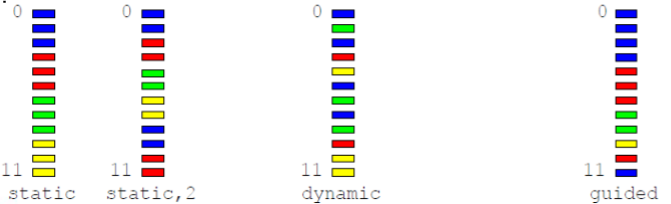 0 0 0 0
11 11 11 11
static static,2 dynamic guided